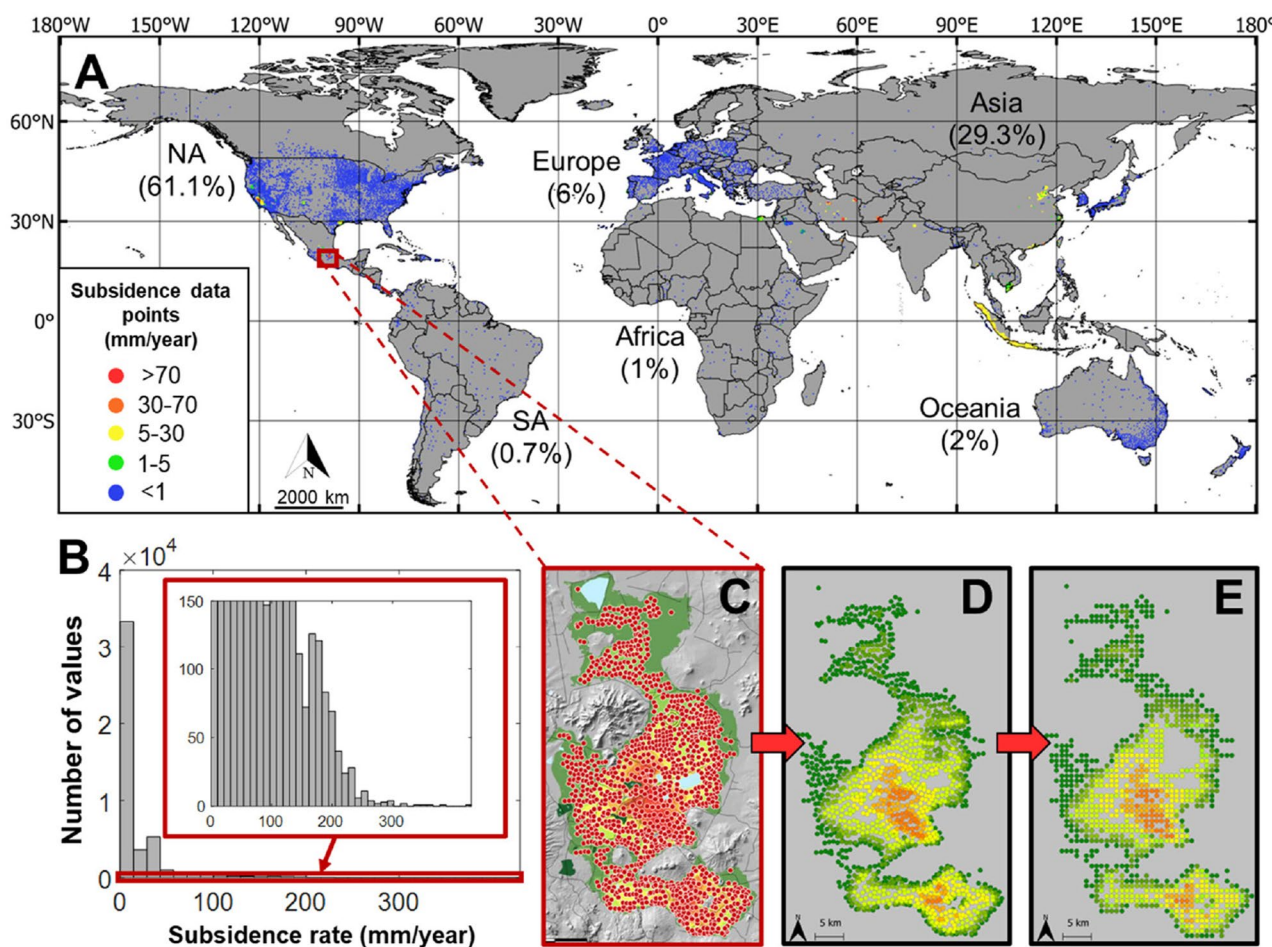 180°W 150°W 120°W 90°W 60°W 30°W 0° 30°E 60°E 90°E 120°E 150°E 180°E
A
60°N
30°N
0°
30°S
NA
(61.1%)
Europe
(6%)
Asia
(29.3%)
Africa
(1%)
SA
(0.7%)
Oceania
(2%)
Subsidence data
points
(mm/year)
>70
30-70
5-30
1-5
<1
N
2000 km
B
×10⁴
4
3
2
1
0
Number of values
0 100 200 300
Subsidence rate (mm/year)
150
100
50
0
0 100 200 300
C
D
N
5 km
E
N
5 km